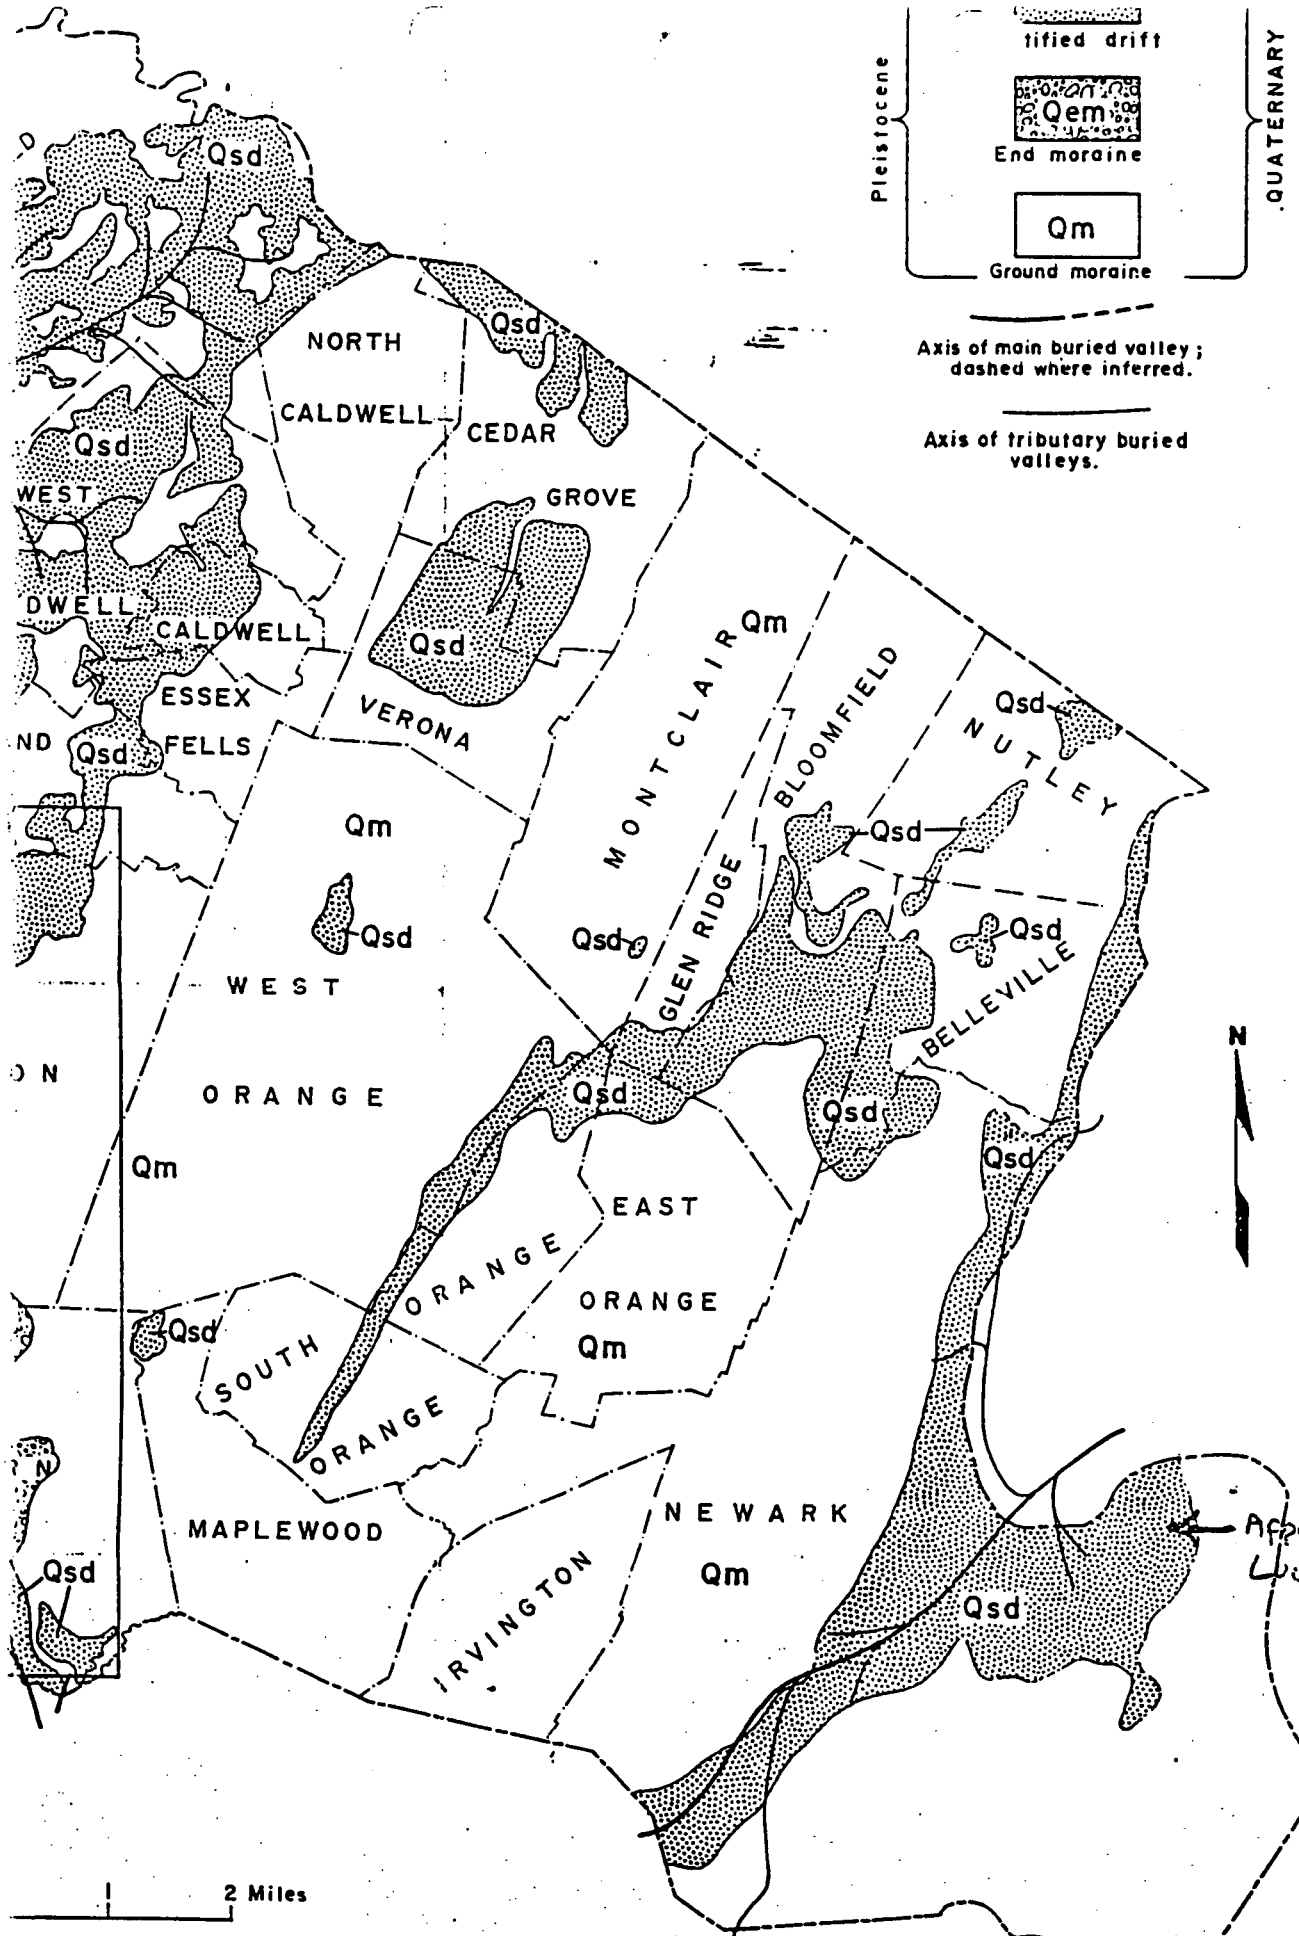 tified drift
Qem
End moraine
Qm
Ground moraine
Pleistocene
QUATERNARY
Axis of main buried valley;
dashed where inferred.
Axis of tributary buried
valleys.
Qsd
Qsd
NORTH
CALDWELL
CEDAR
GROVE
Qsd
WEST
DWELL
CALDWELL
Qsd
Qm
ESSEX
FELLS
VERONA
MONTCLAIR
BLOOMFIELD
Qsd
NUTLEY
ND
Qsd
Qm
Qsd
GLEN RIDGE
Qsd
Qsd
Qsd
BELLEVILLE
WEST
ORANGE
ON
N
Qsd
Qsd
Qsd
Qm
EAST
ORANGE
Qm
ORANGE
Qsd
SOUTH
ORANGE
N
MAPLEWOOD
NEWARK
Qm
IRVINGTON
Qsd
Qsd
2 Miles